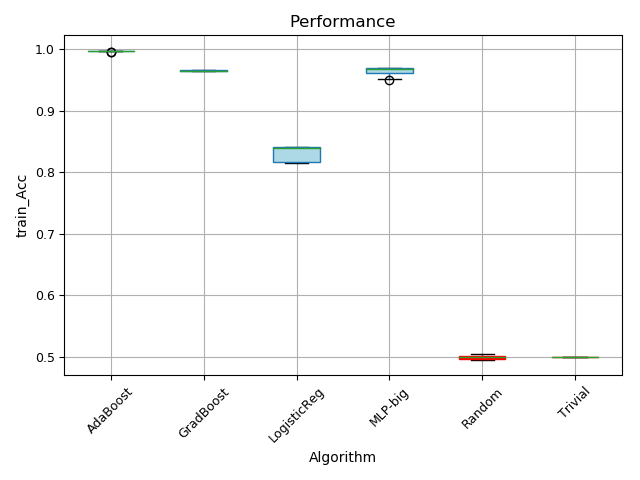 Performance
train_Acc
1.0
0.9
0.8
0.7
0.6
0.5
AdaBoost
GradBoost
LogisticReg
MLP-big
Random
Trivial
Algorithm